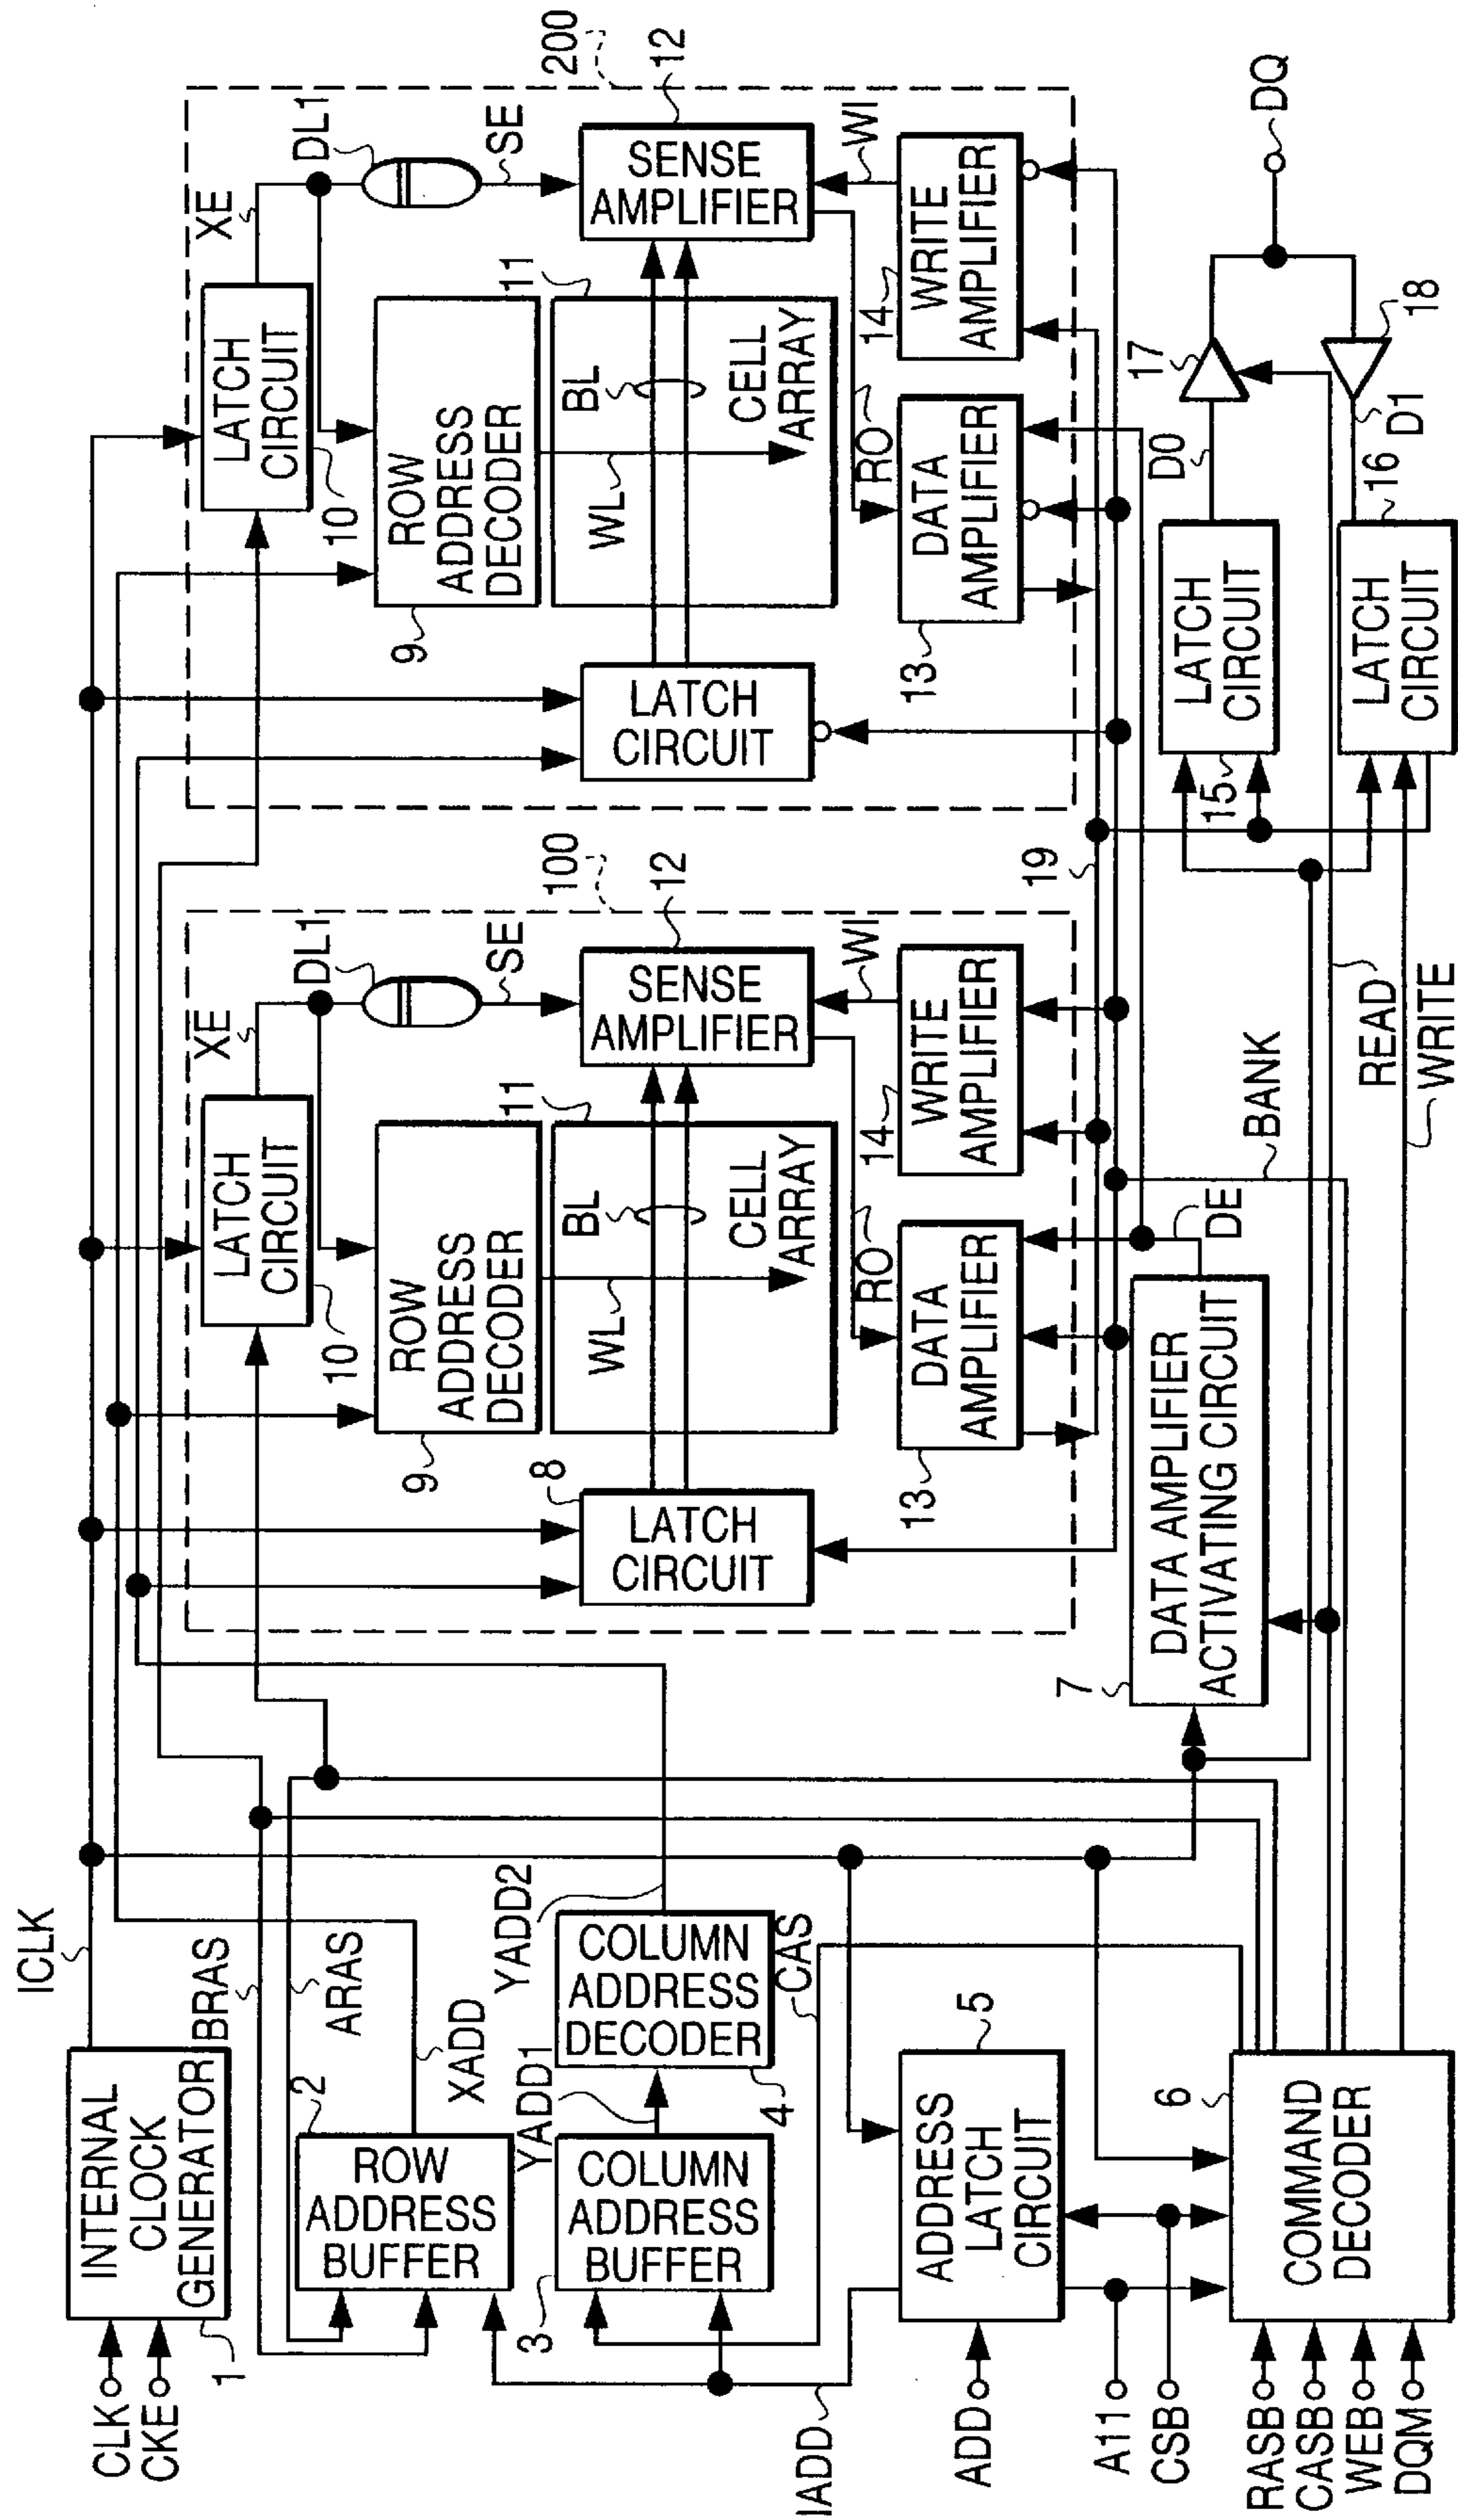 ICLK
CLK
CKE
INTERNAL
CLOCK
GENERATOR
1
BRAS
ARAS
XADD
2
ROW
ADDRESS
BUFFER
YADD1
YADD2
3
COLUMN
ADDRESS
BUFFER
COLUMN
ADDRESS
DECODER
4
CAS
IADD
ADD
ADDRESS
LATCH
CIRCUIT
5
A11
CSB
RASB
CASB
WEB
DQM
COMMAND
DECODER
6
100
XE
DL1
SE
LATCH
CIRCUIT
10
ROW
ADDRESS
DECODER
9
11
BL
WL
CELL
ARRAY
SENSE
AMPLIFIER
12
8
LATCH
CIRCUIT
RO
WI
DATA
AMPLIFIER
13
WRITE
AMPLIFIER
14
19
7
DATA AMPLIFIER
ACTIVATING CIRCUIT
DE
BANK
READ
WRITE
200
XE
DL1
SE
LATCH
CIRCUIT
10
ROW
ADDRESS
DECODER
9
11
BL
WL
CELL
ARRAY
SENSE
AMPLIFIER
12
LATCH
CIRCUIT
RO
WI
DATA
AMPLIFIER
13
WRITE
AMPLIFIER
14
LATCH
CIRCUIT
15
D0
17
DQ
LATCH
CIRCUIT
16
D1
18